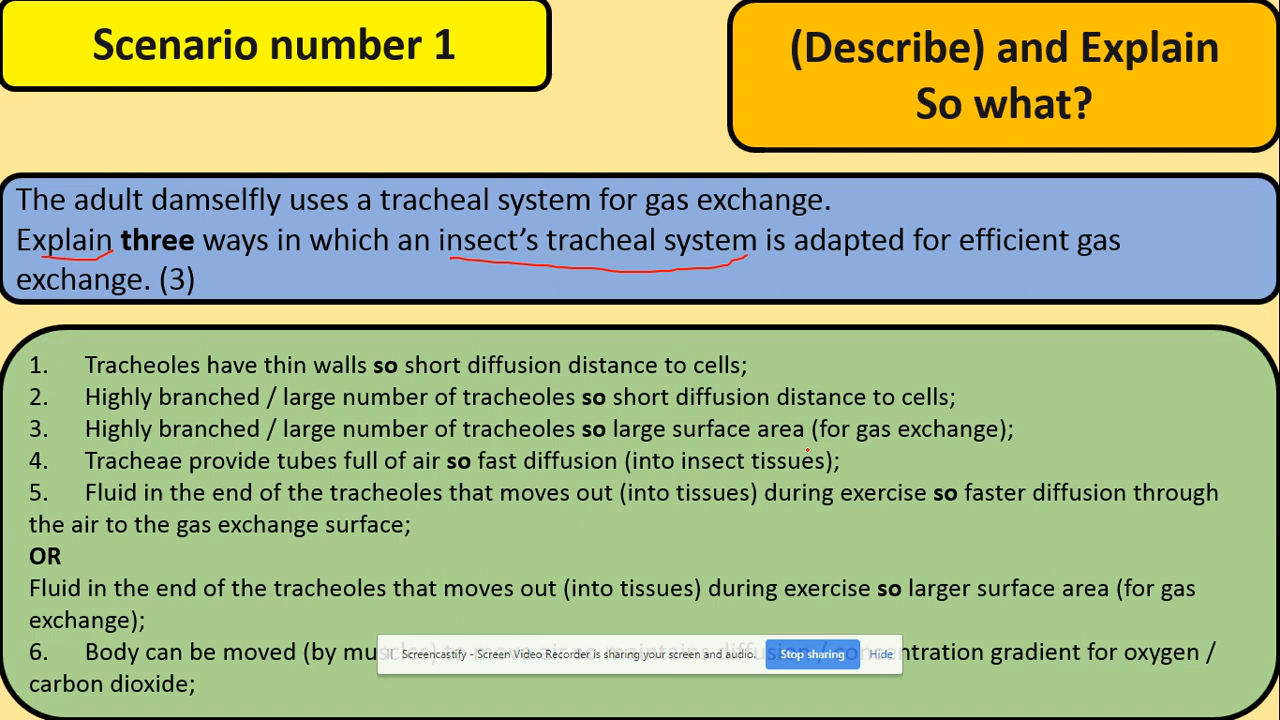 Scenario number 1
(Describe) and Explain
So what?
The adult damselfly uses a tracheal system for gas exchange.
Explain three ways in which an insect's tracheal system is adapted for efficient gas
exchange. (3)
1. Tracheoles have thin walls so short diffusion distance to cells;
2. Highly branched / large number of tracheoles so short diffusion distance to cells;
3. Highly branched / large number of tracheoles so large surface area (for gas exchange);
4. Tracheae provide tubes full of air so fast diffusion (into insect tissues);
5. Fluid in the end of the tracheoles that moves out (into tissues) during exercise so faster diffusion through
the air to the gas exchange surface;
OR
Fluid in the end of the tracheoles that moves out (into tissues) during exercise so larger surface area (for gas
exchange);
6. Body can be moved (by for oxygen /
carbon dioxide;
Screencastify - Screen Video Recorder is sharing your screen and audio. Stop sharing Hide